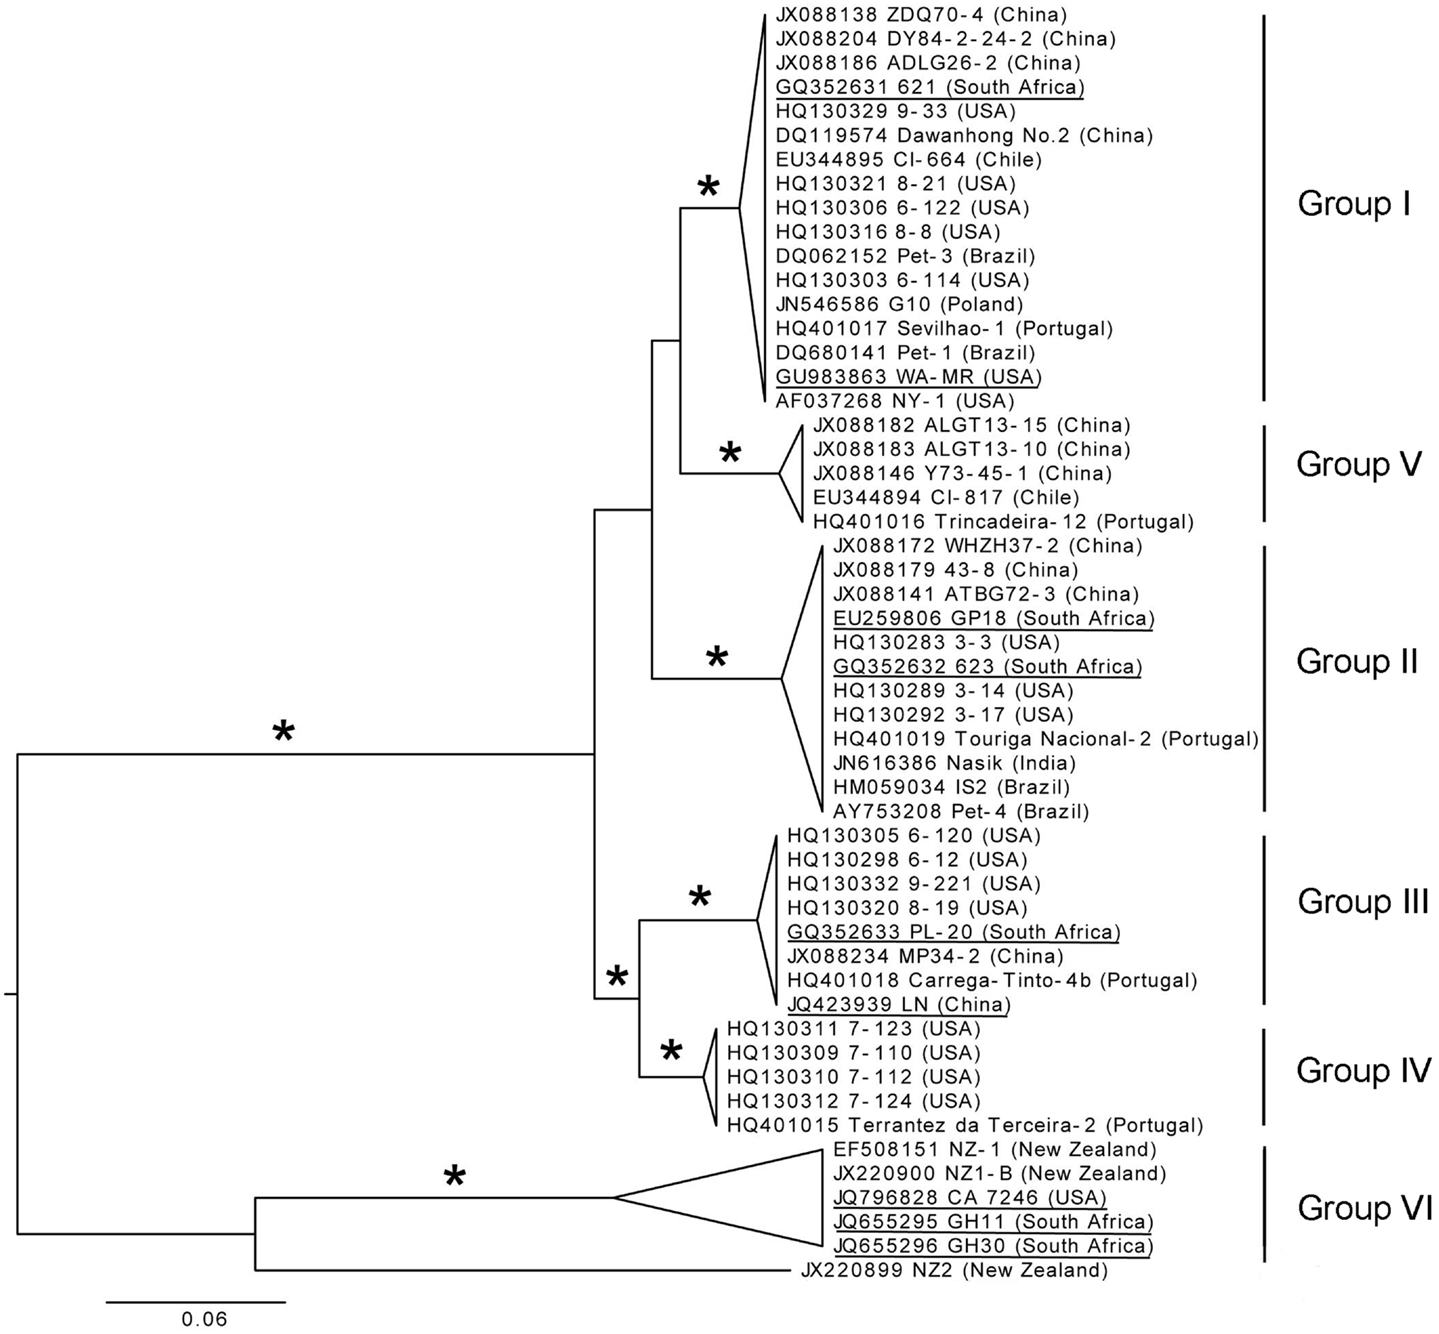 JX088138 ZDQ70-4 (China)
JX088204 DY84-2-24-2 (China)
JX088186 ADLG26-2 (China)
GQ352631 621 (South Africa)
HQ130329 9-33 (USA)
DQ119574 Dawanhong No.2 (China)
EU344895 CI-664 (Chile)
*
HQ130321 8-21 (USA)
Group I
HQ130306 6-122 (USA)
HQ130316 8-8 (USA)
DQ062152 Pet-3 (Brazil)
HQ130303 6-114 (USA)
JN546586 G10 (Poland)
HQ401017 Sevilhao-1 (Portugal)
DQ680141 Pet-1 (Brazil)
GU983863 WA-MR (USA)
AF037268 NY-1 (USA)
JX088182 ALGT13-15 (China)
*
JX088183 ALGT13-10 (China)
Group V
JX088146 Y73-45-1 (China)
EU344894 CI-817 (Chile)
HQ401016 Trincadeira-12 (Portugal)
JX088172 WHZH37-2 (China)
JX088179 43-8 (China)
JX088141 ATBG72-3 (China)
EU259806 GP18 (South Africa)
HQ130283 3-3 (USA)
*
GQ352632 623 (South Africa)
Group II
HQ130289 3-14 (USA)
HQ130292 3-17 (USA)
*
HQ401019 Touriga Nacional-2 (Portugal)
JN616386 Nasik (India)
HM059034 IS2 (Brazil)
AY753208 Pet-4 (Brazil)
HQ130305 6-120 (USA)
HQ130298 6-12 (USA)
HQ130332 9-221 (USA)
*
HQ130320 8-19 (USA)
Group III
GQ352633 PL-20 (South Africa)
JX088234 MP34-2 (China)
*
HQ401018 Carrega-Tinto-4b (Portugal)
JQ423939 LN (China)
HQ130311 7-123 (USA)
*
HQ130309 7-110 (USA)
Group IV
HQ130310 7-112 (USA)
HQ130312 7-124 (USA)
HQ401015 Terrantez da Terceira-2 (Portugal)
EF508151 NZ-1 (New Zealand)
*
JX220900 NZ1-B (New Zealand)
JQ796828 CA 7246 (USA)
Group VI
JQ655295 GH11 (South Africa)
JQ655296 GH30 (South Africa)
JX220899 NZ2 (New Zealand)
0.06